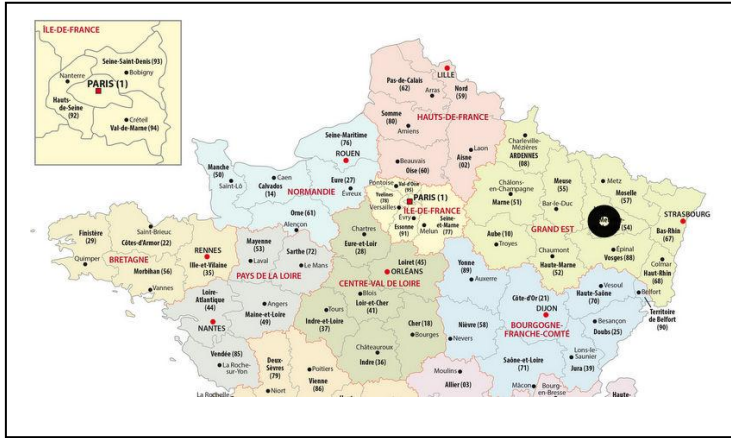 ÎLE-DE-FRANCE
Seine-Saint-Denis (93)
Nanterre
Bobigny
PARIS (1)
Hauts-
de-Seine
(92)
Créteil
Val-de-Marne (94)
LILLE
Pas-de-Calais
(62)
Nord
(59)
Arras
Somme
(80)
HAUTS-DE-FRANCE
Amiens
Seine-Maritime
(76)
Laon
Aisne
(02)
Charleville-
Mézières
ARDENNES
(08)
ROUEN
Beauvais
Oise (60)
Manche
(50)
Saint-Lô
Caen
Calvados
(14)
NORMANDIE
Eure (27)
Évreux
Pontoise
Val-d'Oise
(95)
Yvelines
(78)
Versailles
PARIS (1)
ÎLE-DE-FRANCE
Évry
Essonne
(91)
Melun
Seine-
et-Marne
(77)
Châlons-
en-Champagne
Marne (51)
Meuse
(55)
Bar-le-Duc
Metz
Moselle
(57)
STRASBOURG
GRAND EST
(54)
Bas-Rhin
(67)
Orne (61)
Alençon
Chartres
Eure-et-Loir
(28)
Aube (10)
Troyes
Chaumont
Haute-Marne
(52)
Épinal
Vosges (88)
Colmar
Haut-Rhin
(68)
Finistère
(29)
Saint-Brieuc
Côtes-d'Armor (22)
Quimper
BRETAGNE
RENNES
Ille-et-Vilaine
(35)
Morbihan (56)
Vannes
Mayenne
(53)
Laval
Sarthe (72)
Le Mans
PAYS DE LA LOIRE
Loiret (45)
ORLÉANS
CENTRE-VAL DE LOIRE
Blois
Loir-et-Cher
(41)
Yonne
(89)
Auxerre
Côte-d'Or (21)
DIJON
Haute-Saône
(70)
Vesoul
Belfort
Territoire
de Belfort
(90)
Loire-
Atlantique
(44)
NANTES
Angers
Maine-et-Loire
(49)
Tours
Indre-et-Loire
(37)
Cher (18)
Bourges
Nièvre (58)
Nevers
BOURGOGNE-
FRANCHE-COMTÉ
Besançon
Doubs (25)
Vendée (85)
La Roche-
sur-Yon
Deux-
Sèvres
(79)
Niort
Poitiers
Vienne
(86)
Châteauroux
Indre (36)
Moulins
Allier (03)
Saône-et-Loire
(71)
Mâcon
Lons-le-
Saunier
Jura (39)
Bourg-
en-Bresse
Haute-
La Rochelle